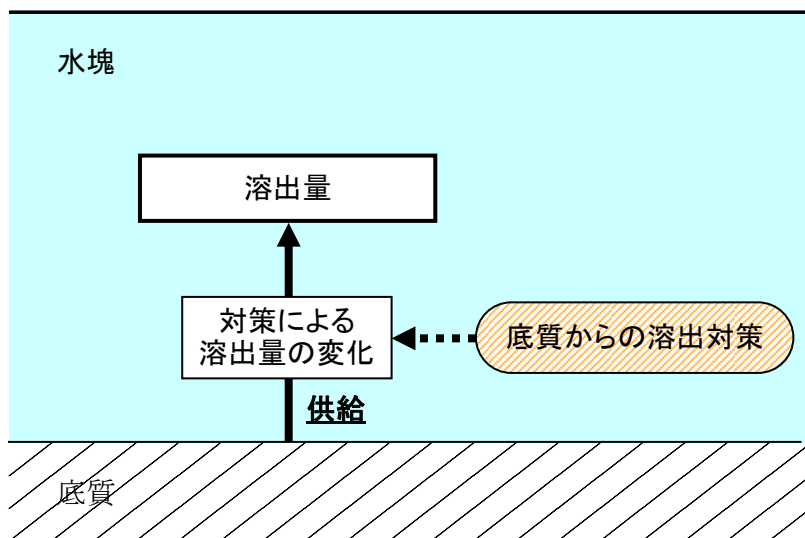 水塊
溶出量
対策による
溶出量の変化
底質からの溶出対策
供給
底質